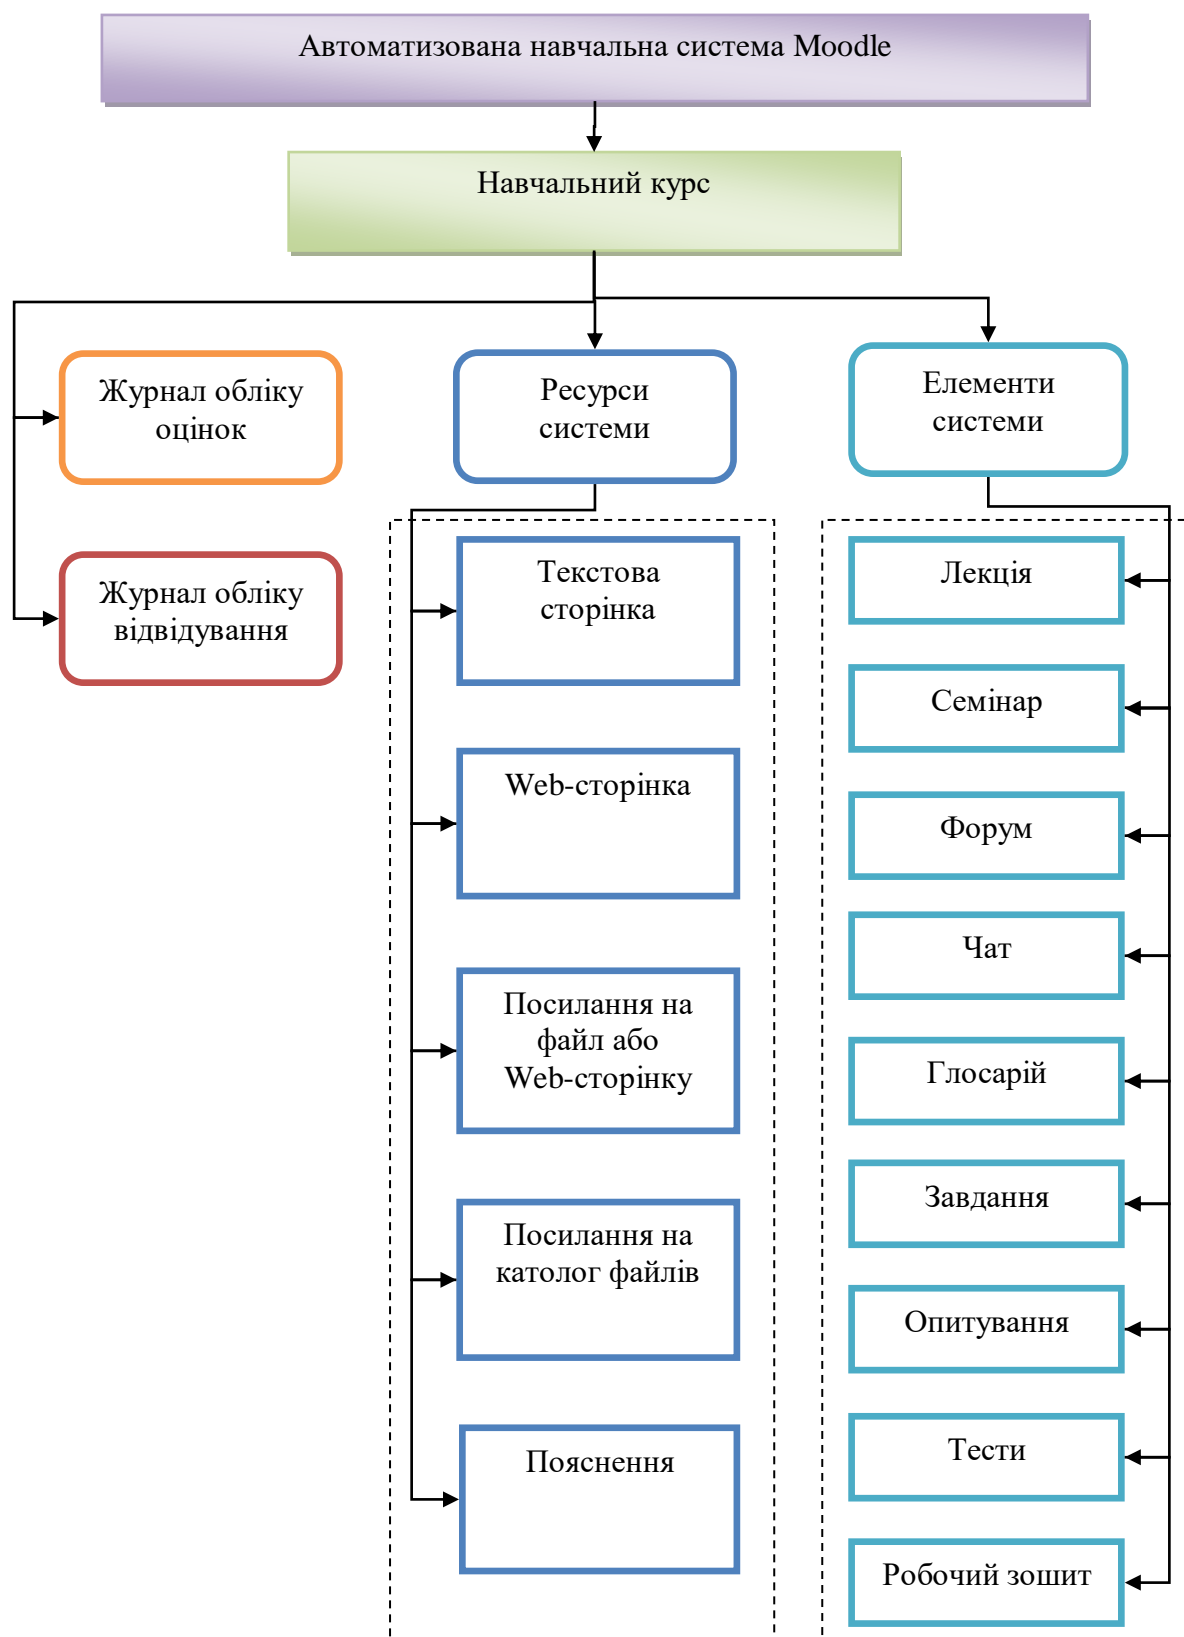 Автоматизована навчальна система Moodle
Навчальний курс
Журнал обліку
оцінок
Журнал обліку
відвідування
Ресурси
системи
Текстова
сторінка
Web-сторінка
Посилання на
файл або
Web-сторінку
Посилання на
католог файлів
Пояснення
Елементи
системи
Лекція
Семінар
Форум
Чат
Глосарій
Завдання
Опитування
Тести
Робочий зошит